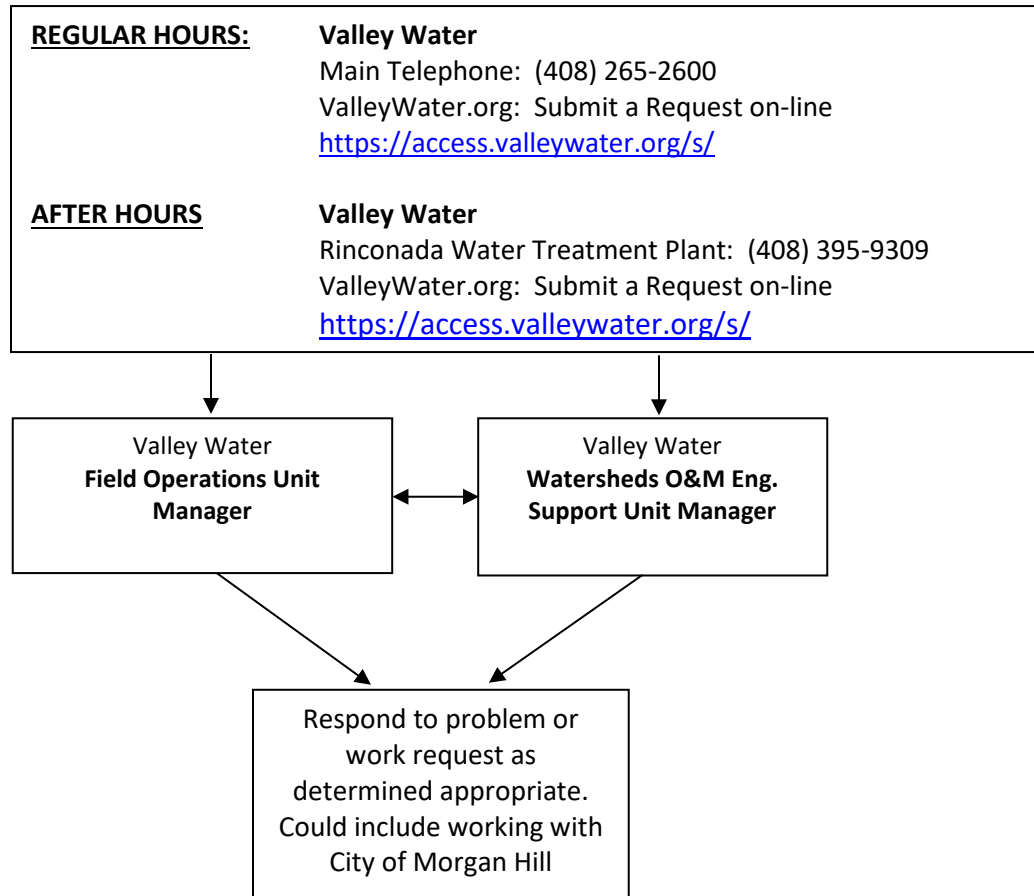 REGULAR HOURS: Valley Water
Main Telephone: (408) 265-2600
ValleyWater.org: Submit a Request on-line
https://access.valleywater.org/s/
AFTER HOURS Valley Water
Rinconada Water Treatment Plant: (408) 395-9309
ValleyWater.org: Submit a Request on-line
https://access.valleywater.org/s/
Valley Water
Field Operations Unit
Manager
Valley Water
Watersheds O&M Eng.
Support Unit Manager
Respond to problem or
work request as
determined appropriate.
Could include working with
City of Morgan Hill